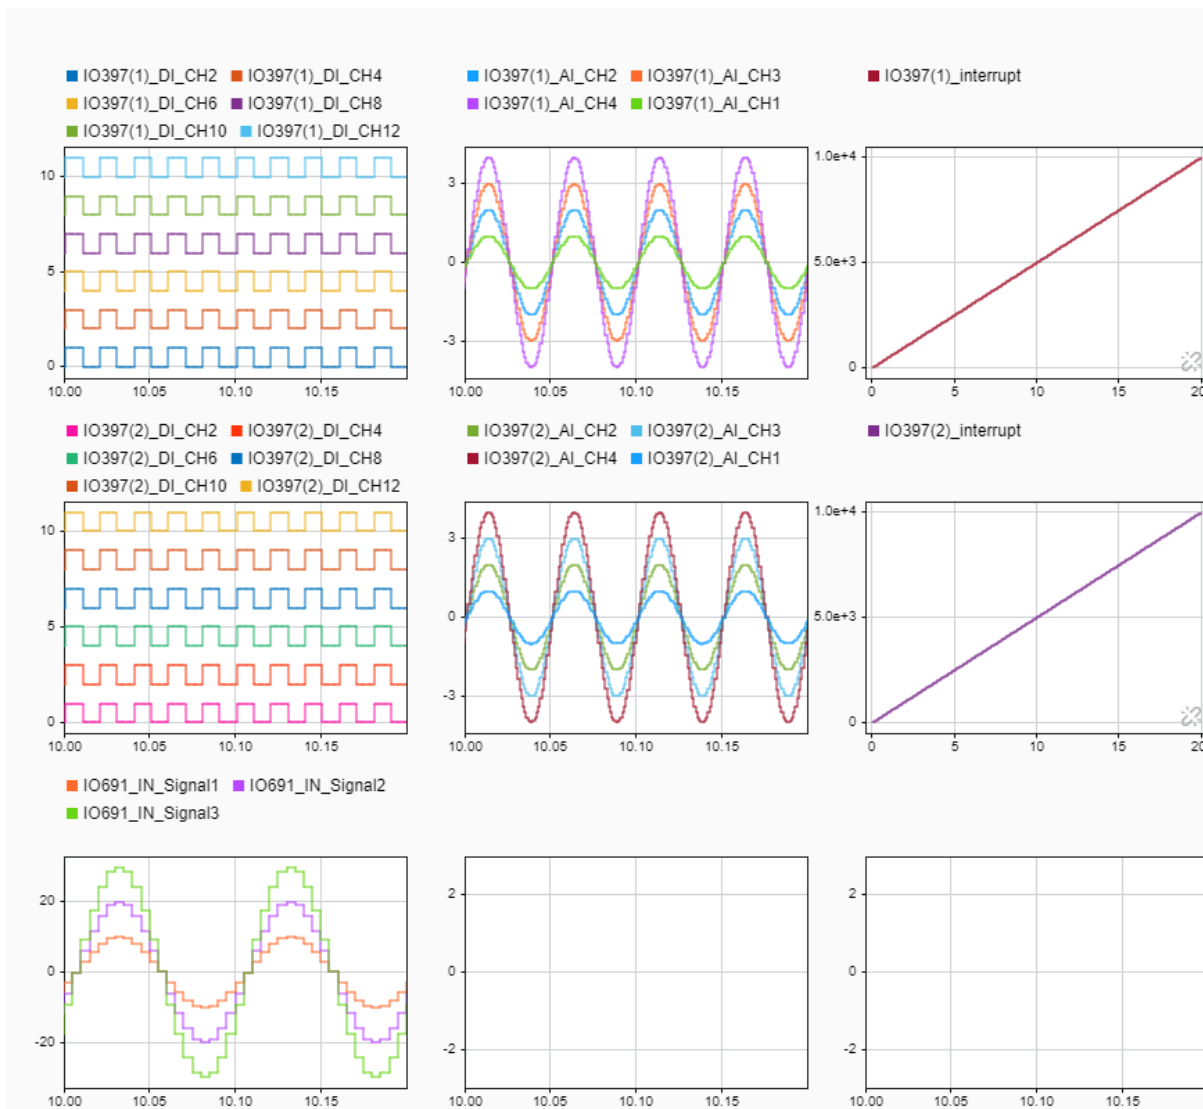 IO397(1)_DI_CH2 IO397(1)_DI_CH4
IO397(1)_DI_CH6 IO397(1)_DI_CH8
IO397(1)_DI_CH10 IO397(1)_DI_CH12
10
5
0
10.00 10.05 10.10 10.15
IO397(1)_AI_CH2 IO397(1)_AI_CH3
IO397(1)_AI_CH4 IO397(1)_AI_CH1
3
0
-3
10.00 10.05 10.10 10.15
IO397(1)_interrupt
1.0e+4
5.0e+3
0
0 5 10 15 20
IO397(2)_DI_CH2 IO397(2)_DI_CH4
IO397(2)_DI_CH6 IO397(2)_DI_CH8
IO397(2)_DI_CH10 IO397(2)_DI_CH12
10
5
0
10.00 10.05 10.10 10.15
IO397(2)_AI_CH2 IO397(2)_AI_CH3
IO397(2)_AI_CH4 IO397(2)_AI_CH1
3
0
-3
10.00 10.05 10.10 10.15
IO397(2)_interrupt
1.0e+4
5.0e+3
0
0 5 10 15 20
IO691_IN_Signal1 IO691_IN_Signal2
IO691_IN_Signal3
20
0
-20
10.00 10.05 10.10 10.15
2
0
-2
10.00 10.05 10.10 10.15
2
0
-2
10.00 10.05 10.10 10.15